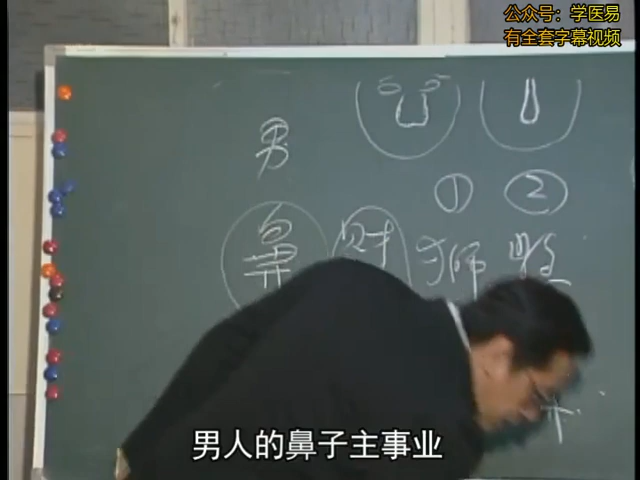 公众号：学医易
有全套字幕视频
男
① ②
鼻 财 狮
男人的鼻子主事业